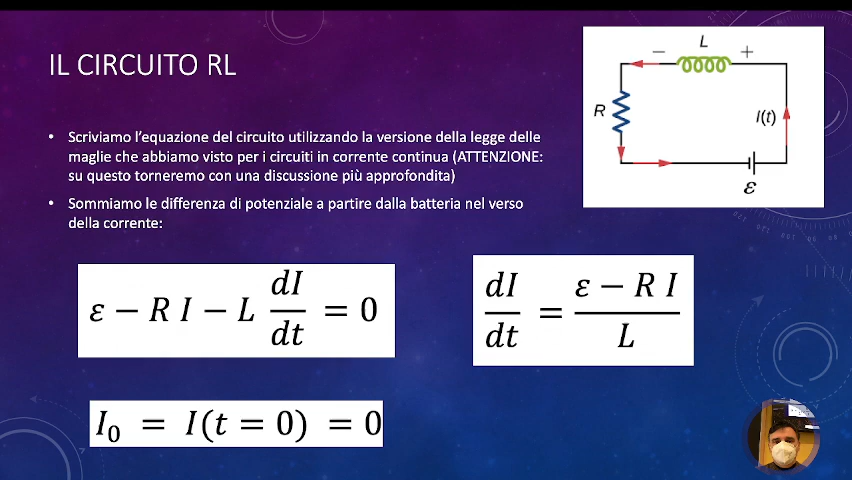 IL CIRCUITO RL
• Scriviamo l'equazione del circuito utilizzando la versione della legge delle
maglie che abbiamo visto per i circuiti in corrente continua (ATTENZIONE:
su questo torneremo con una discussione più approfondita)
• Sommiamo le differenza di potenziale a partire dalla batteria nel verso
della corrente:
− L +
R
I(t)
ε
ε − R I − L dI/dt = 0
dI/dt = (ε − R I)/L
I₀ = I(t = 0) = 0